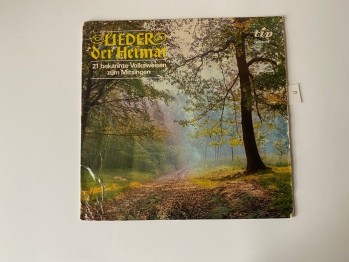 LIEDER
der Heimat
21 bekannte Volksweisen
zum Mitsingen
tip